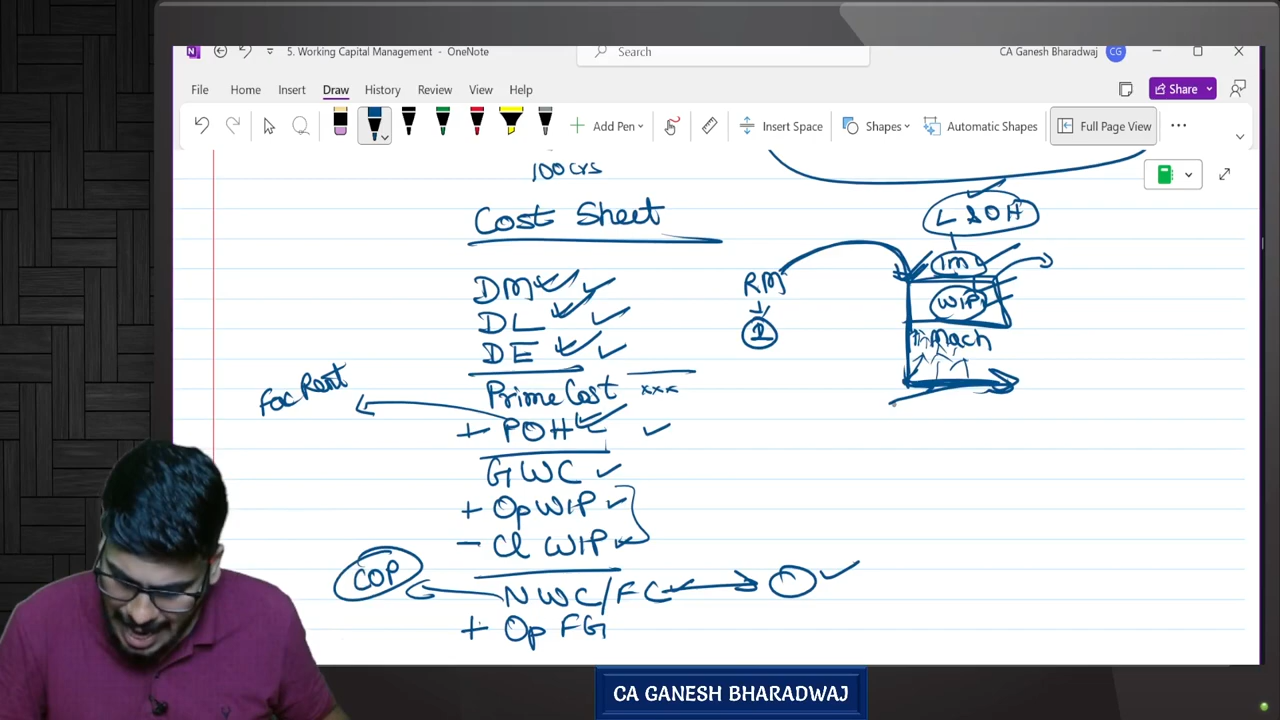 5. Working Capital Management - OneNote
Search
CA Ganesh Bharadwaj
CG
File Home Insert Draw History Review View Help
Share
Add Pen
Insert Space
Shapes
Automatic Shapes
Full Page View
100 crs
Cost Sheet
DM
DL
DE
Prime Cost xxx
Fac Rent
+ POH
GWC
+ Op WIP
- Cl WIP
COP
NWC/FC
+ Op FG
L & OH
1m
RM
WIP
1
Mach
CA GANESH BHARADWAJ